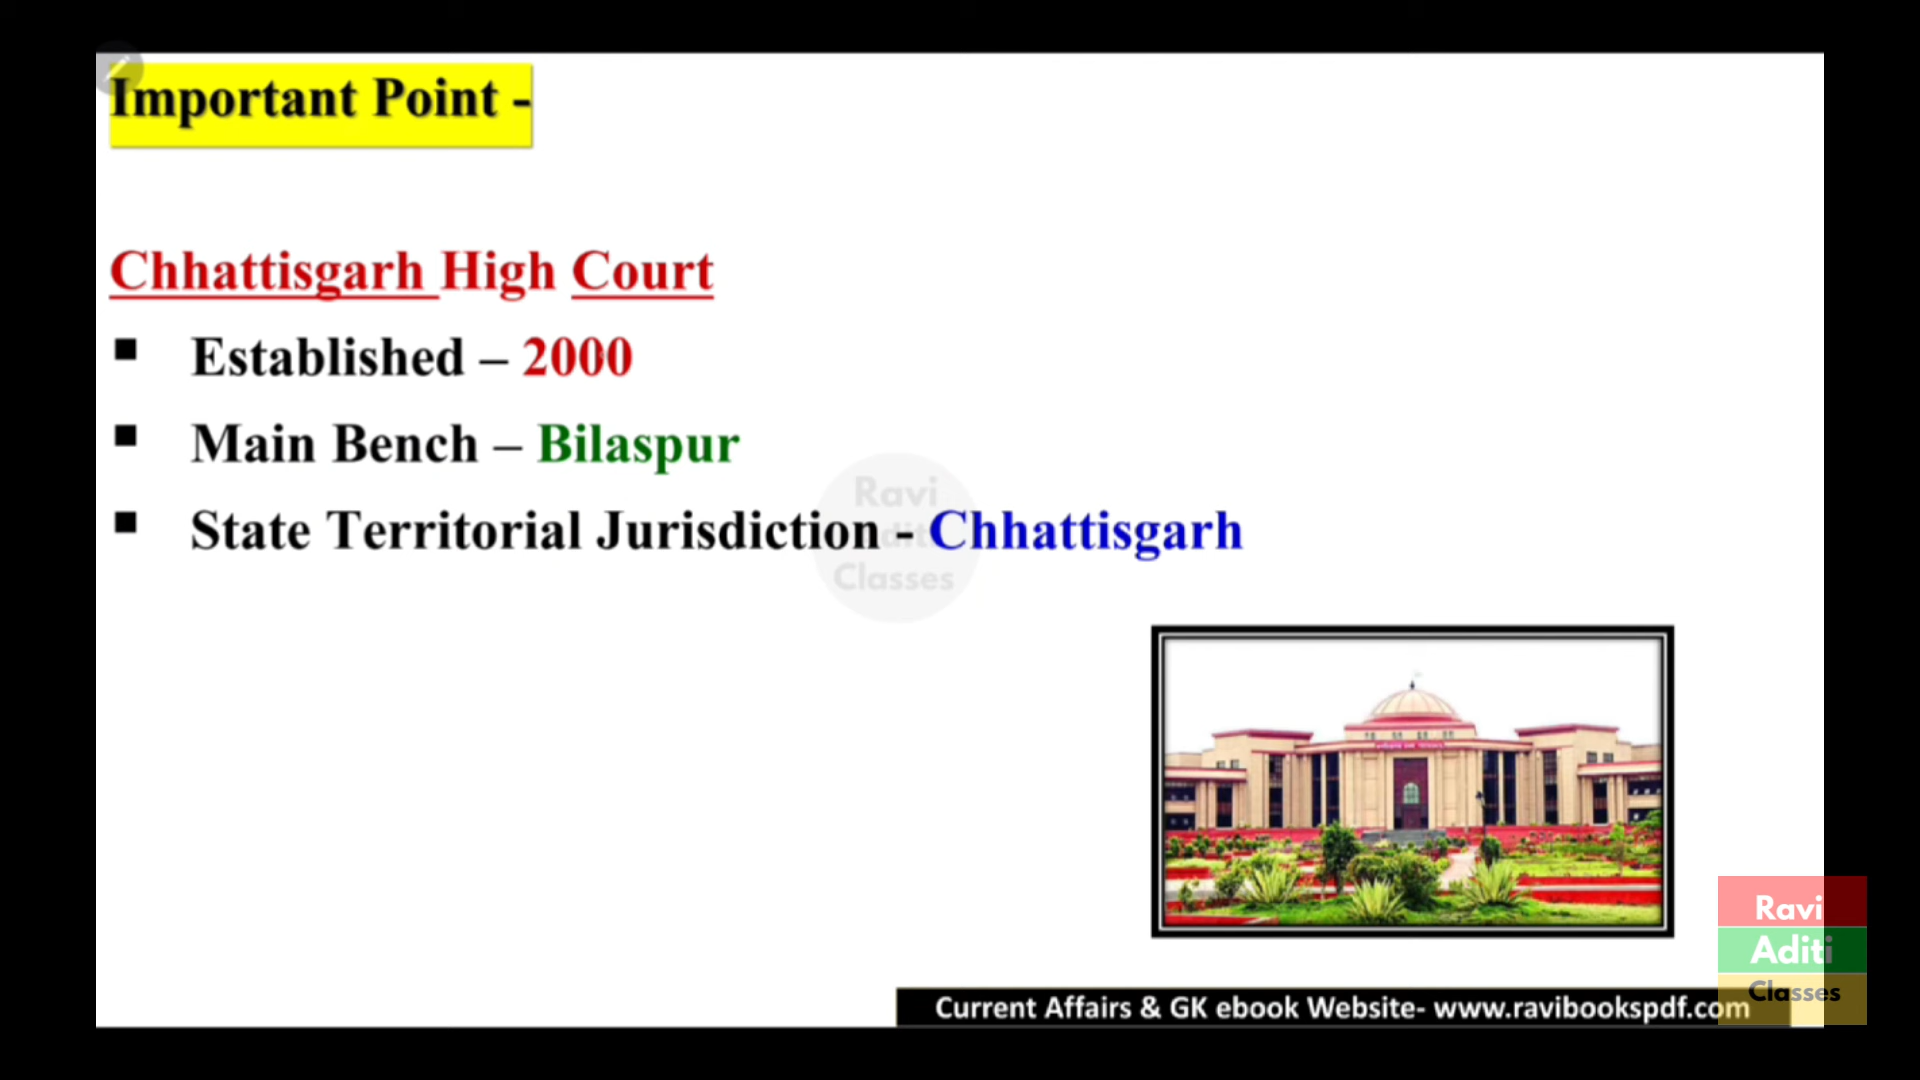 Important Point -
Chhattisgarh High Court
▪ Established – 2000
▪ Main Bench – Bilaspur
▪ State Territorial Jurisdiction - Chhattisgarh
Ravi
Aditi
Classes
Ravi
Aditi
Classes
Current Affairs & GK ebook Website- www.ravibookspdf.com